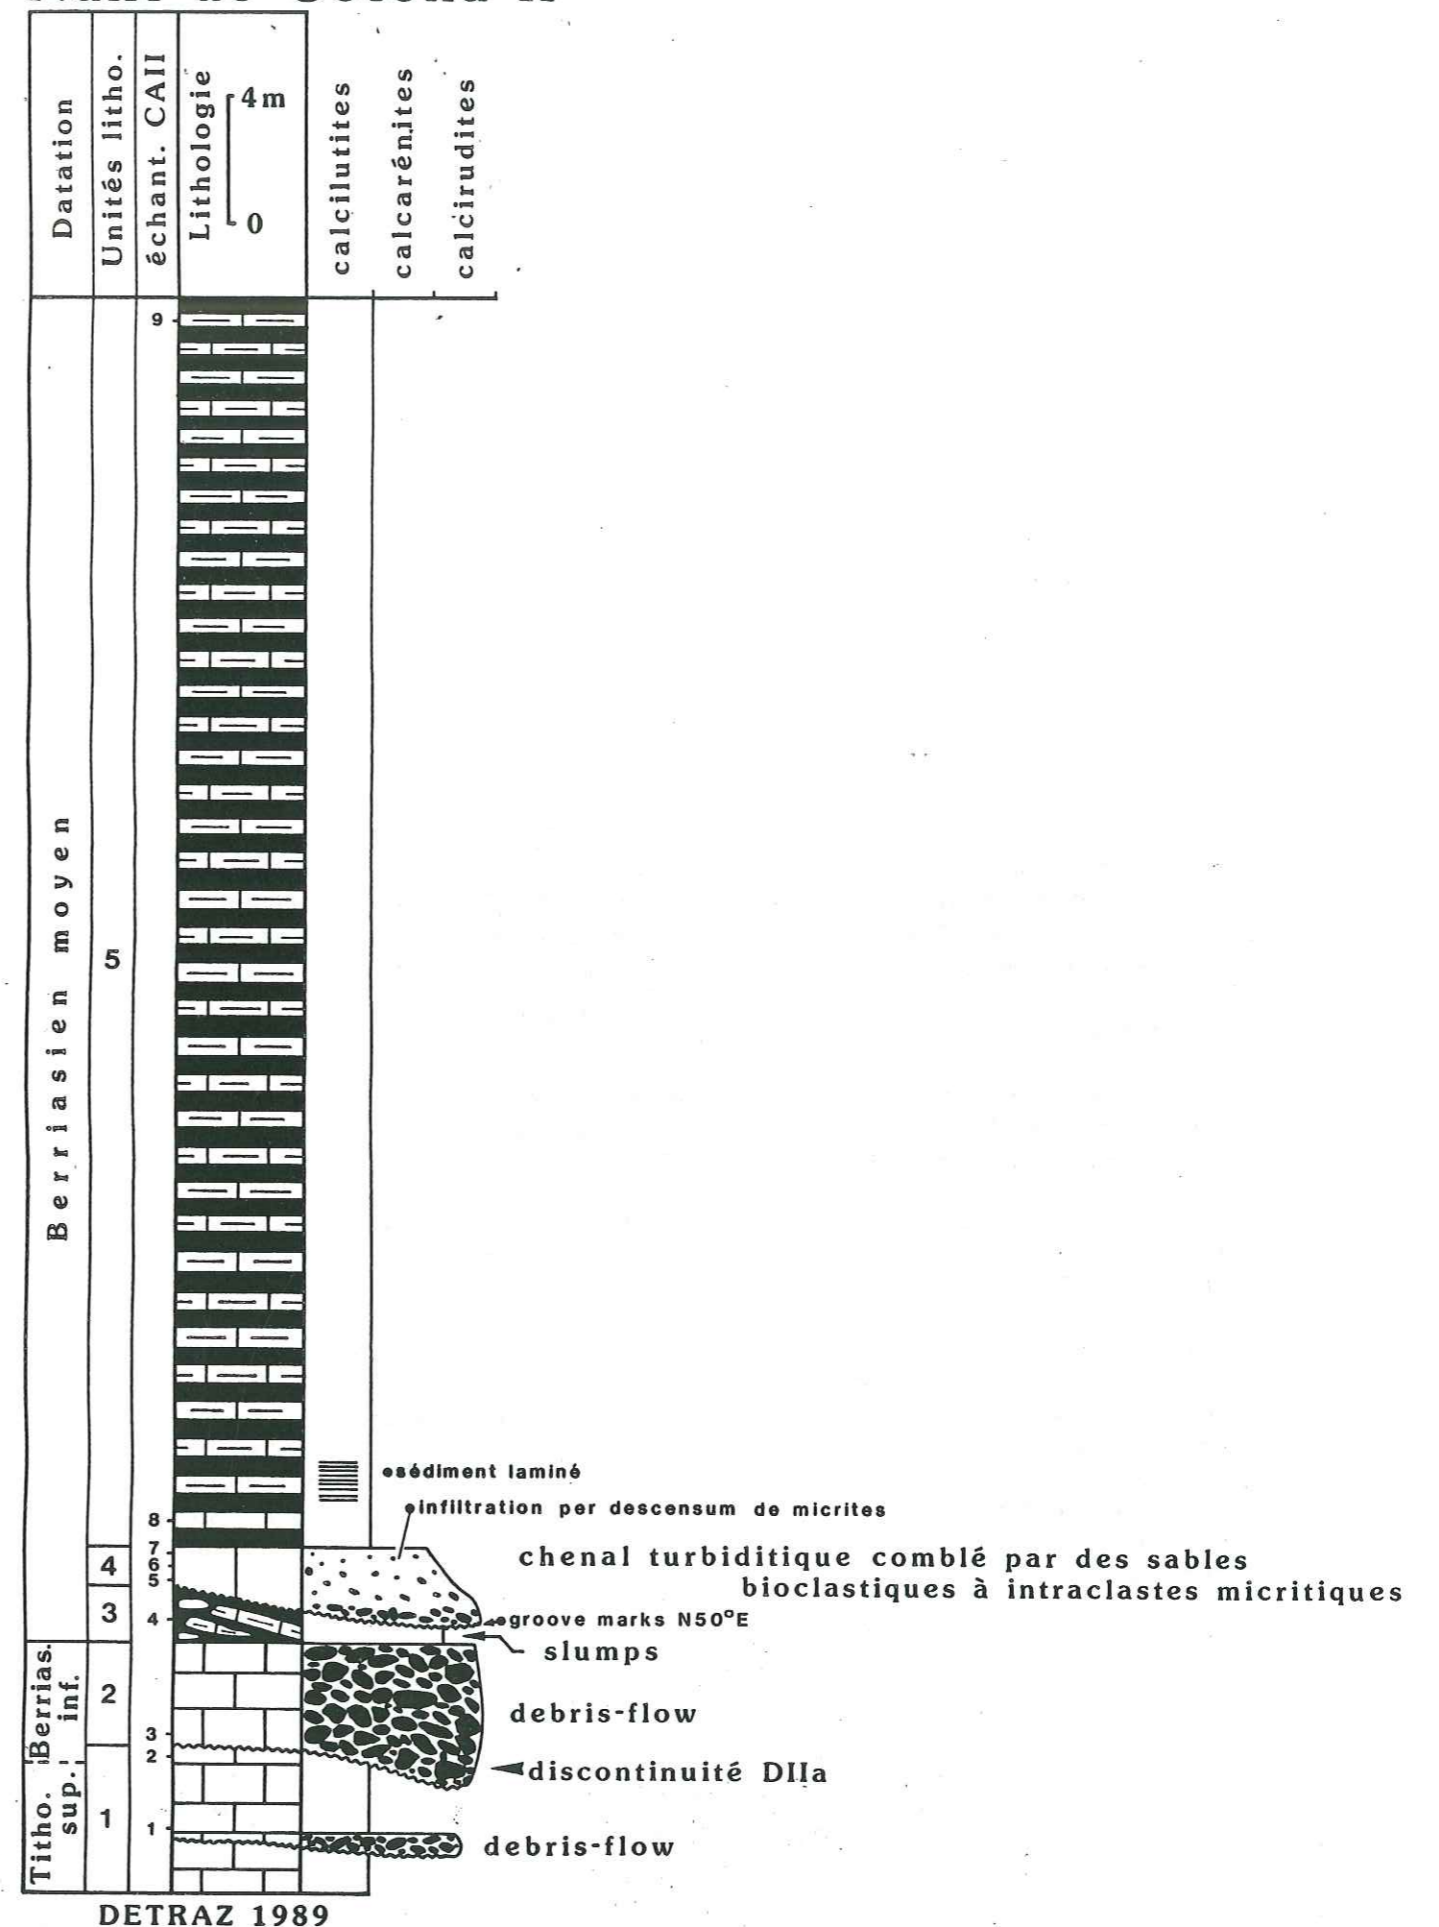 Datation
Unités litho.
échant. CAII
Lithologie
4m
0
calcilutites
calcarénites
calcirudites
9
Berriasien moyen
5
sédiment laminé
infiltration per descensum de micrites
8
7
6
5
4
chenal turbiditique comblé par des sables
bioclastiques à intraclastes micritiques
3
4
groove marks N50°E
slumps
Berrias.
inf.
2
debris-flow
3
2
discontinuité DIIa
Titho.
sup.
1
1
debris-flow
DETRAZ 1989